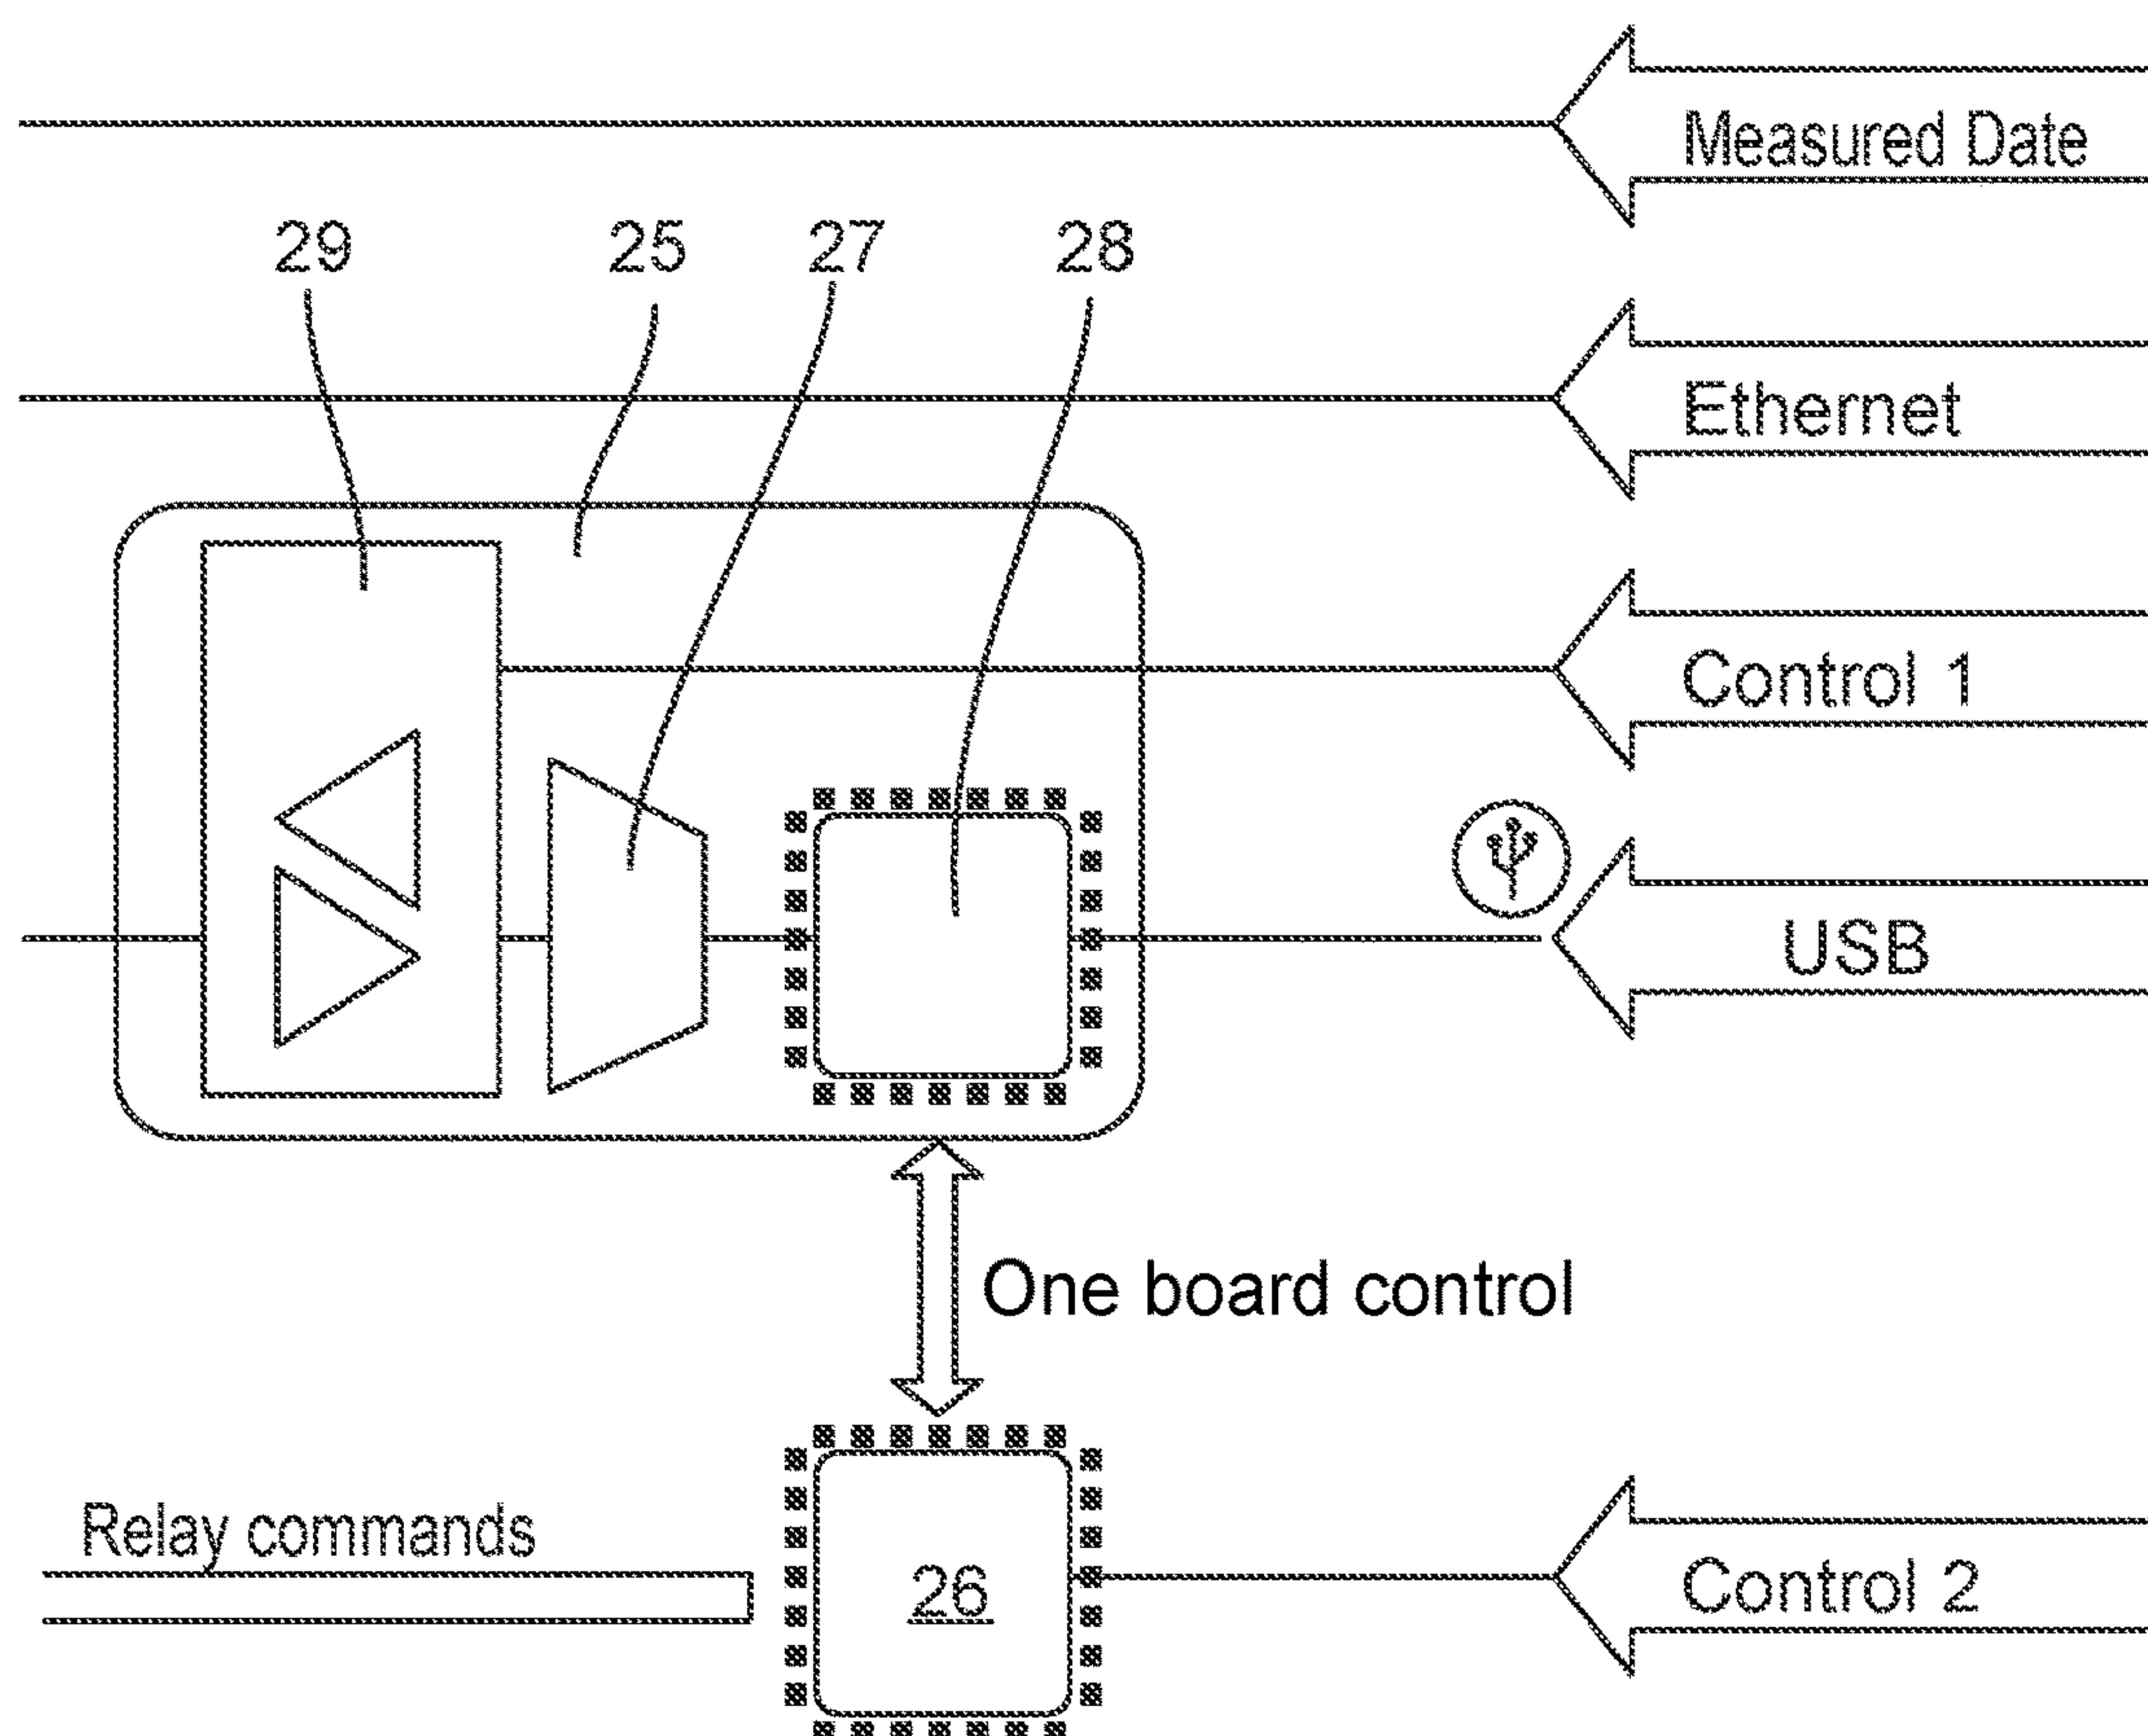 Measured Date
29 25 27 28
Ethernet
Control 1
USB
One board control
Relay commands
26
Control 2